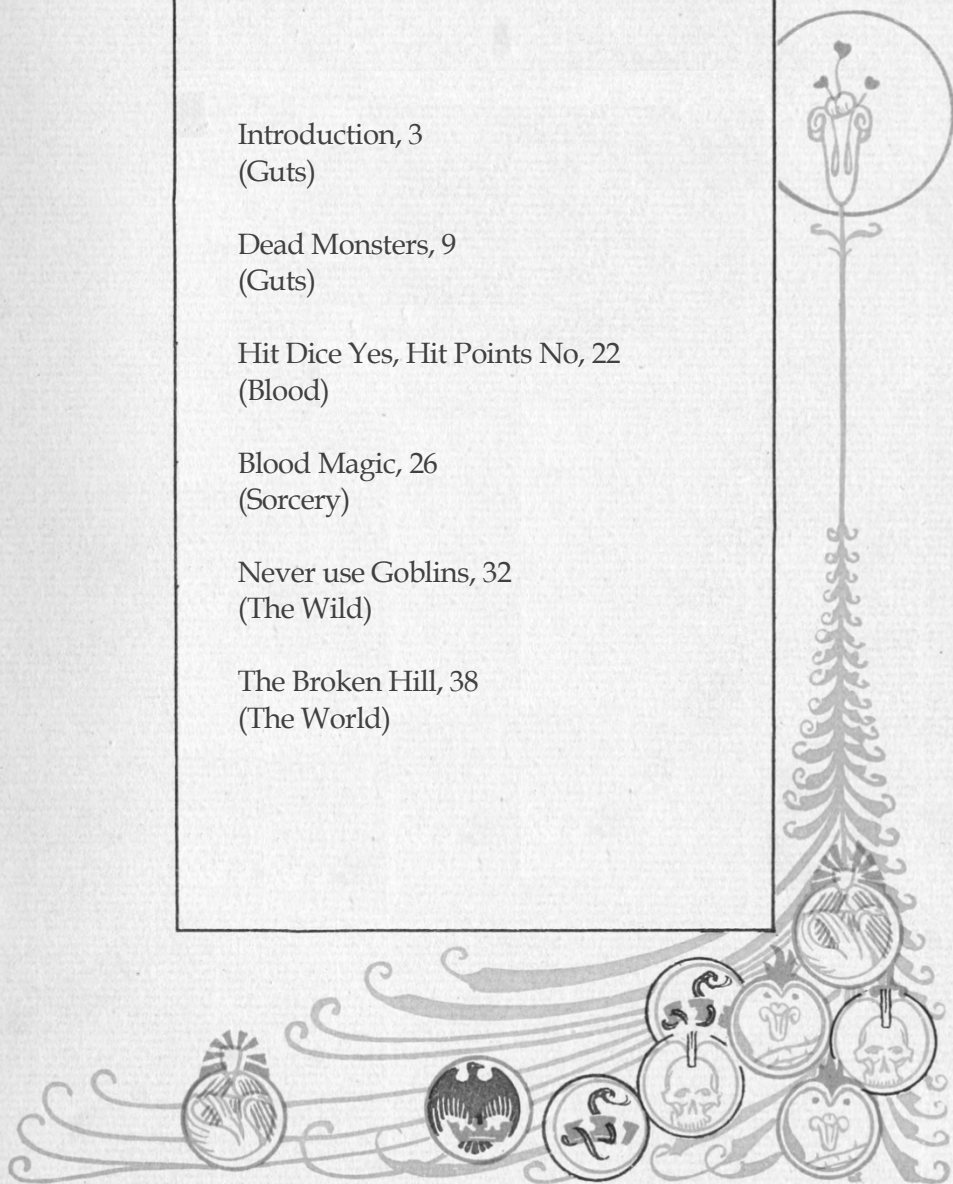 Introduction, 3
(Guts)
Dead Monsters, 9
(Guts)
Hit Dice Yes, Hit Points No, 22
(Blood)
Blood Magic, 26
(Sorcery)
Never use Goblins, 32
(The Wild)
The Broken Hill, 38
(The World)